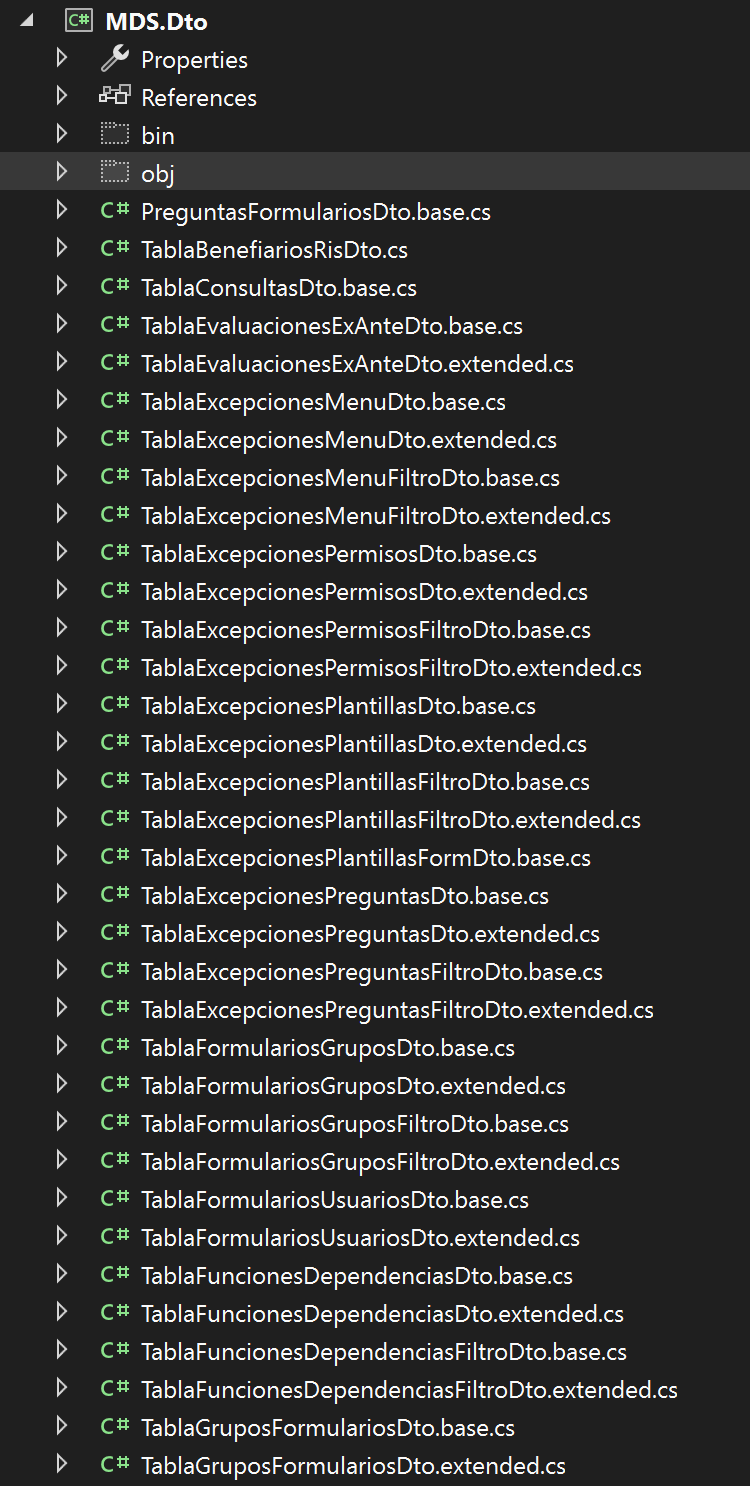 C# MDS.Dto
Properties
References
bin
obj
C# PreguntasFormulariosDto.base.cs
C# TablaBenefiariosRisDto.cs
C# TablaConsultasDto.base.cs
C# TablaEvaluacionesExAnteDto.base.cs
C# TablaEvaluacionesExAnteDto.extended.cs
C# TablaExcepcionesMenuDto.base.cs
C# TablaExcepcionesMenuDto.extended.cs
C# TablaExcepcionesMenuFiltroDto.base.cs
C# TablaExcepcionesMenuFiltroDto.extended.cs
C# TablaExcepcionesPermisosDto.base.cs
C# TablaExcepcionesPermisosDto.extended.cs
C# TablaExcepcionesPermisosFiltroDto.base.cs
C# TablaExcepcionesPermisosFiltroDto.extended.cs
C# TablaExcepcionesPlantillasDto.base.cs
C# TablaExcepcionesPlantillasDto.extended.cs
C# TablaExcepcionesPlantillasFiltroDto.base.cs
C# TablaExcepcionesPlantillasFiltroDto.extended.cs
C# TablaExcepcionesPlantillasFormDto.base.cs
C# TablaExcepcionesPreguntasDto.base.cs
C# TablaExcepcionesPreguntasDto.extended.cs
C# TablaExcepcionesPreguntasFiltroDto.base.cs
C# TablaExcepcionesPreguntasFiltroDto.extended.cs
C# TablaFormulariosGruposDto.base.cs
C# TablaFormulariosGruposDto.extended.cs
C# TablaFormulariosGruposFiltroDto.base.cs
C# TablaFormulariosGruposFiltroDto.extended.cs
C# TablaFormulariosUsuariosDto.base.cs
C# TablaFormulariosUsuariosDto.extended.cs
C# TablaFuncionesDependenciasDto.base.cs
C# TablaFuncionesDependenciasDto.extended.cs
C# TablaFuncionesDependenciasFiltroDto.base.cs
C# TablaFuncionesDependenciasFiltroDto.extended.cs
C# TablaGruposFormulariosDto.base.cs
C# TablaGruposFormulariosDto.extended.cs